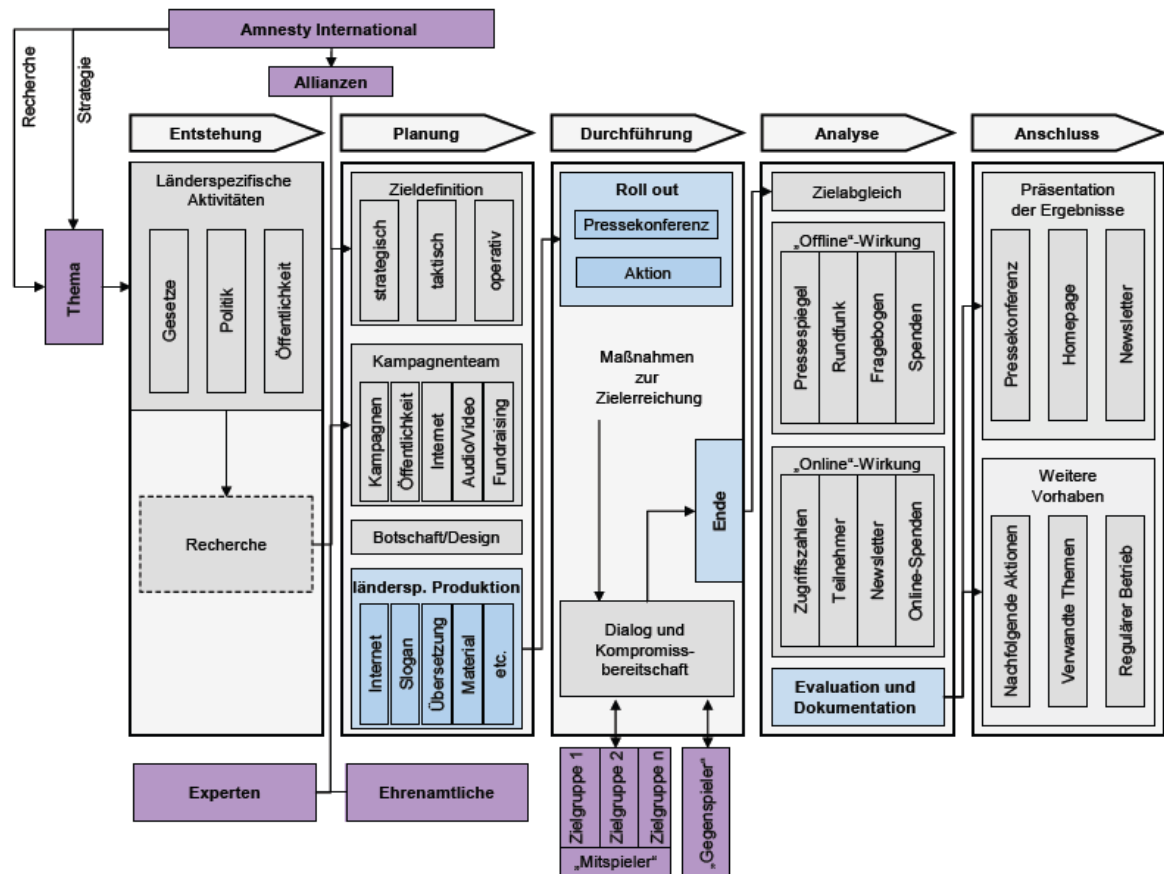 Amnesty International
Recherche
Strategie
Allianzen
Entstehung
Planung
Durchführung
Analyse
Anschluss
Thema
Länderspezifische
Aktivitäten
Gesetze
Politik
Öffentlichkeit
Recherche
Zieldefinition
strategisch
taktisch
operativ
Kampagnenteam
Kampagnen
Öffentlichkeit
Internet
Audio/Video
Fundraising
Botschaft/Design
ländersp. Produktion
Internet
Slogan
Übersetzung
Material
etc.
Roll out
Pressekonferenz
Aktion
Maßnahmen
zur
Zielerreichung
Ende
Dialog und
Kompromiss-
bereitschaft
Zielabgleich
„Offline“-Wirkung
Pressespiegel
Rundfunk
Fragebogen
Spenden
„Online“-Wirkung
Zugriffszahlen
Teilnehmer
Newsletter
Online-Spenden
Evaluation und
Dokumentation
Präsentation
der Ergebnisse
Pressekonferenz
Homepage
Newsletter
Weitere
Vorhaben
Nachfolgende Aktionen
Verwandte Themen
Regulärer Betrieb
Experten
Ehrenamtliche
Zielgruppe 1
Zielgruppe 2
Zielgruppe n
„Mitspieler“
„Gegenspieler“